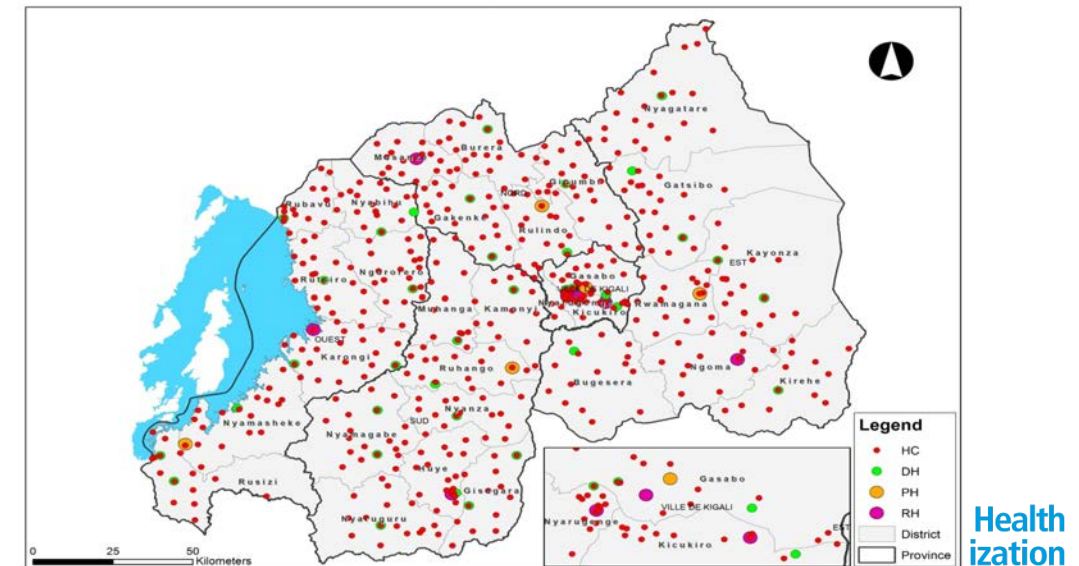 Nyagatare
Burera
Musanze
Gicumbi
Gatsibo
NORD
Rubavu
Nyabihu
Gakenke
Rulindo
Kayonza
EST
Gasabo
Rutsiro
Ngororero
VILLE DE KIGALI
Rwamagana
Muhanga
Kamonyi
Kicukiro
OUEST
Karongi
Ruhango
Ngoma
Bugesera
Kirehe
Nyamasheke
Nyanza
SUD
Nyamagabe
Huye
Rusizi
Gisagara
Nyaruguru
0 25 50
Kilometers
Gasabo
VILLE DE KIGALI
Nyarugenge
EST
Kicukiro
Legend
HC
DH
PH
RH
District
Province
Health
ization